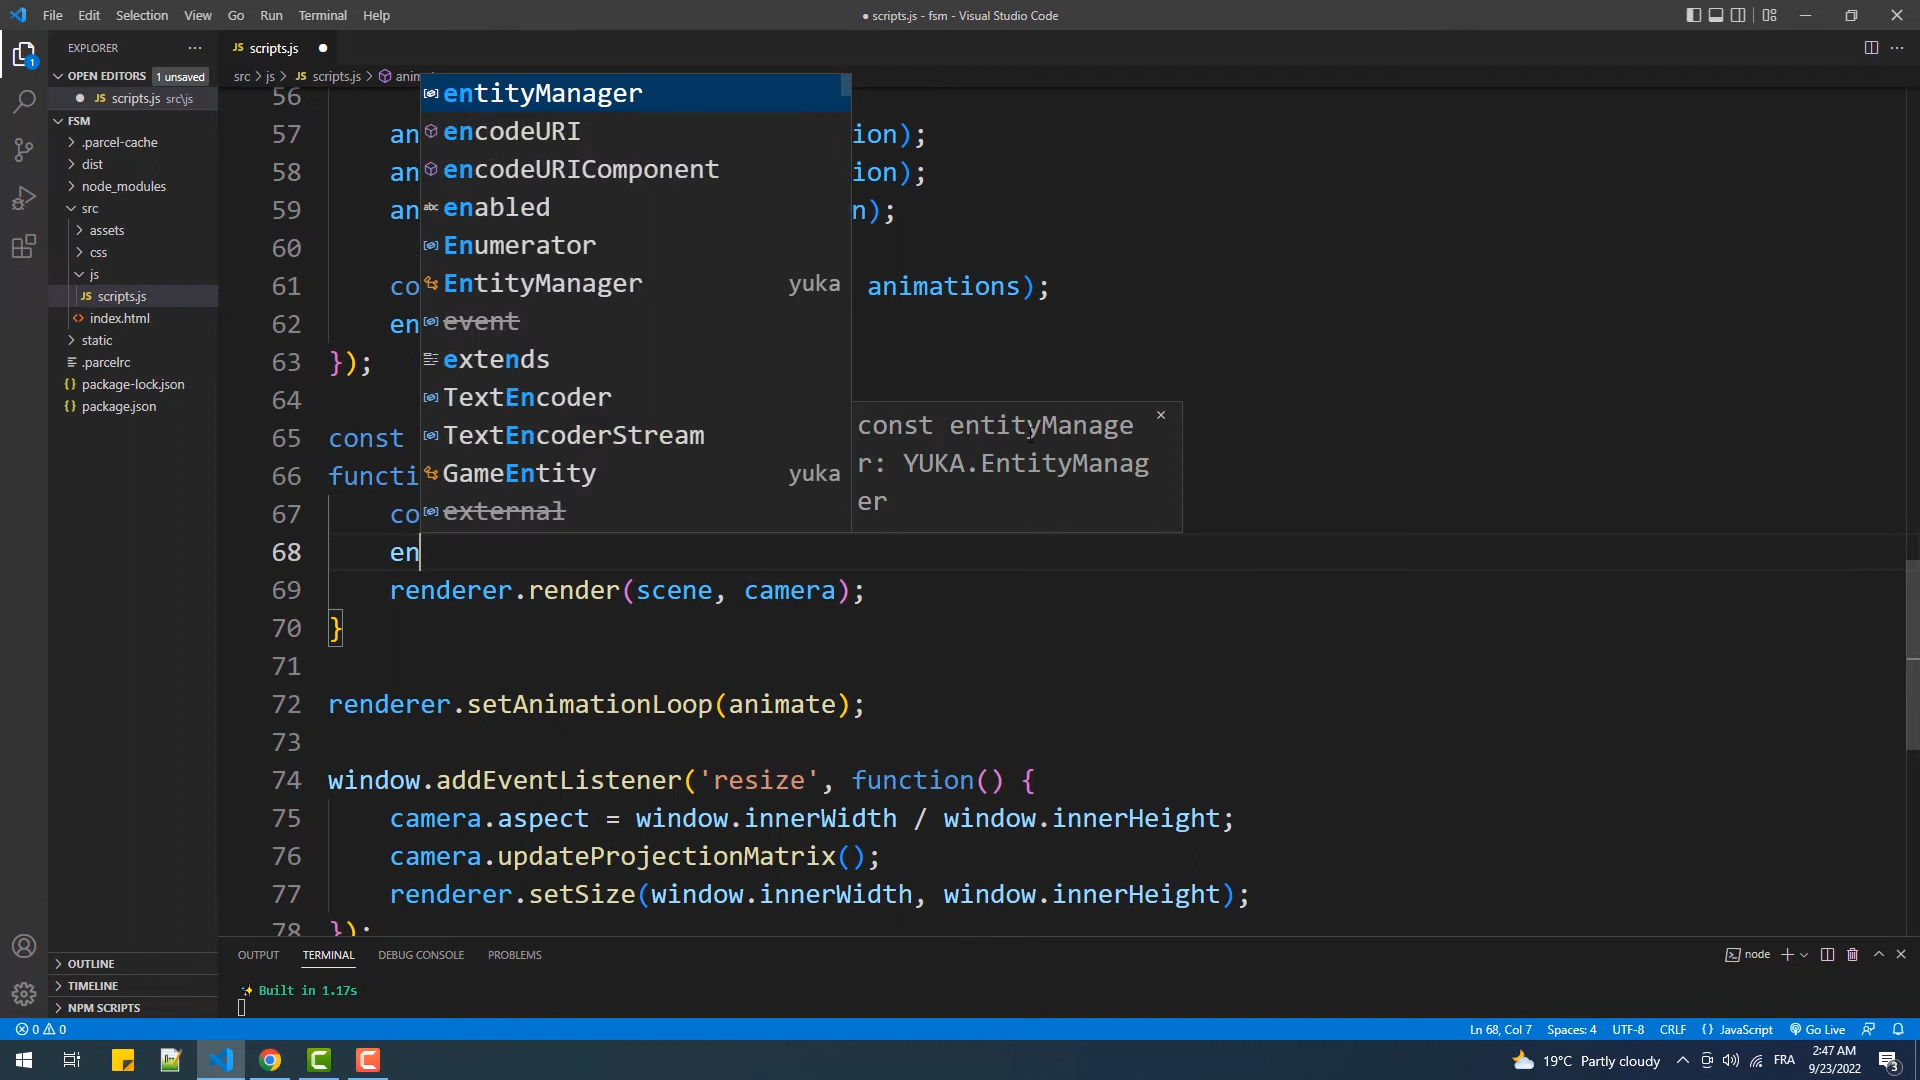 File Edit Selection View Go Run Terminal Help
● scripts.js - fsm - Visual Studio Code
EXPLORER ···
JS scripts.js ●
OPEN EDITORS 1 unsaved
● JS scripts.js src\js
FSM
.parcel-cache
dist
node_modules
src
assets
css
js
JS scripts.js
<> index.html
static
.parcelrc
{} package-lock.json
{} package.json
OUTLINE
TIMELINE
NPM SCRIPTS
src > js > JS scripts.js > anim
56
57 an ion);
58 an ion);
59 an n);
60
61 co animations);
62 en
63 });
64
65 const
66 functi
67 co
68 en
69 renderer.render(scene, camera);
70 }
71
72 renderer.setAnimationLoop(animate);
73
74 window.addEventListener('resize', function() {
75 camera.aspect = window.innerWidth / window.innerHeight;
76 camera.updateProjectionMatrix();
77 renderer.setSize(window.innerWidth, window.innerHeight);
78 });
entityManager
encodeURI
encodeURIComponent
abc enabled
Enumerator
EntityManager yuka
event
extends
TextEncoder
TextEncoderStream
GameEntity yuka
external
const entityManage
r: YUKA.EntityManag
er
OUTPUT TERMINAL DEBUG CONSOLE PROBLEMS
node
✨ Built in 1.17s
0 0
Ln 68, Col 7 Spaces: 4 UTF-8 CRLF {} JavaScript Go Live
19°C Partly cloudy FRA 2:47 AM
9/23/2022 3